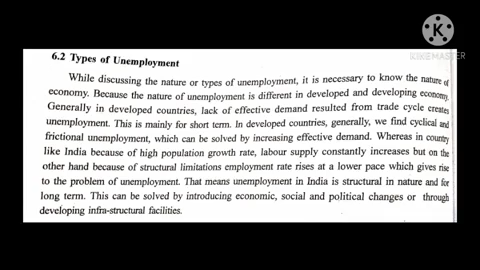 K
KINEMASTER
6.2 Types of Unemployment
While discussing the nature or types of unemployment, it is necessary to know the nature of
economy. Because the nature of unemployment is different in developed and developing economy.
Generally in developed countries, lack of effective demand resulted from trade cycle creates
unemployment. This is mainly for short term. In developed countries, generally, we find cyclical and
frictional unemployment, which can be solved by increasing effective demand. Whereas in country
like India because of high population growth rate, labour supply constantly increases but on the
other hand because of structural limitations employment rate rises at a lower pace which gives rise
to the problem of unemployment. That means unemployment in India is structural in nature and for
long term. This can be solved by introducing economic, social and political changes or through
developing infra-structural facilities.